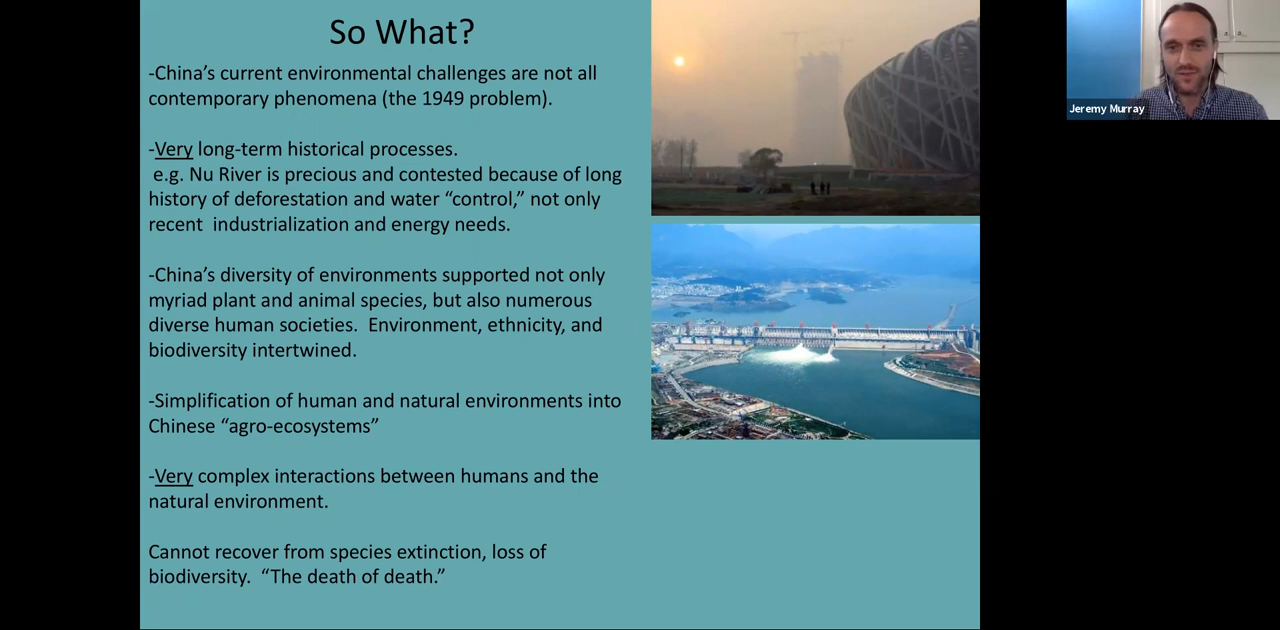 So What?
-China’s current environmental challenges are not all
contemporary phenomena (the 1949 problem).
-Very long-term historical processes.
e.g. Nu River is precious and contested because of long
history of deforestation and water “control,” not only
recent  industrialization and energy needs.
-China’s diversity of environments supported not only
myriad plant and animal species, but also numerous
diverse human societies.  Environment, ethnicity, and
biodiversity intertwined.
-Simplification of human and natural environments into
Chinese “agro-ecosystems”
-Very complex interactions between humans and the
natural environment.
Cannot recover from species extinction, loss of
biodiversity.  “The death of death.”
Jeremy Murray